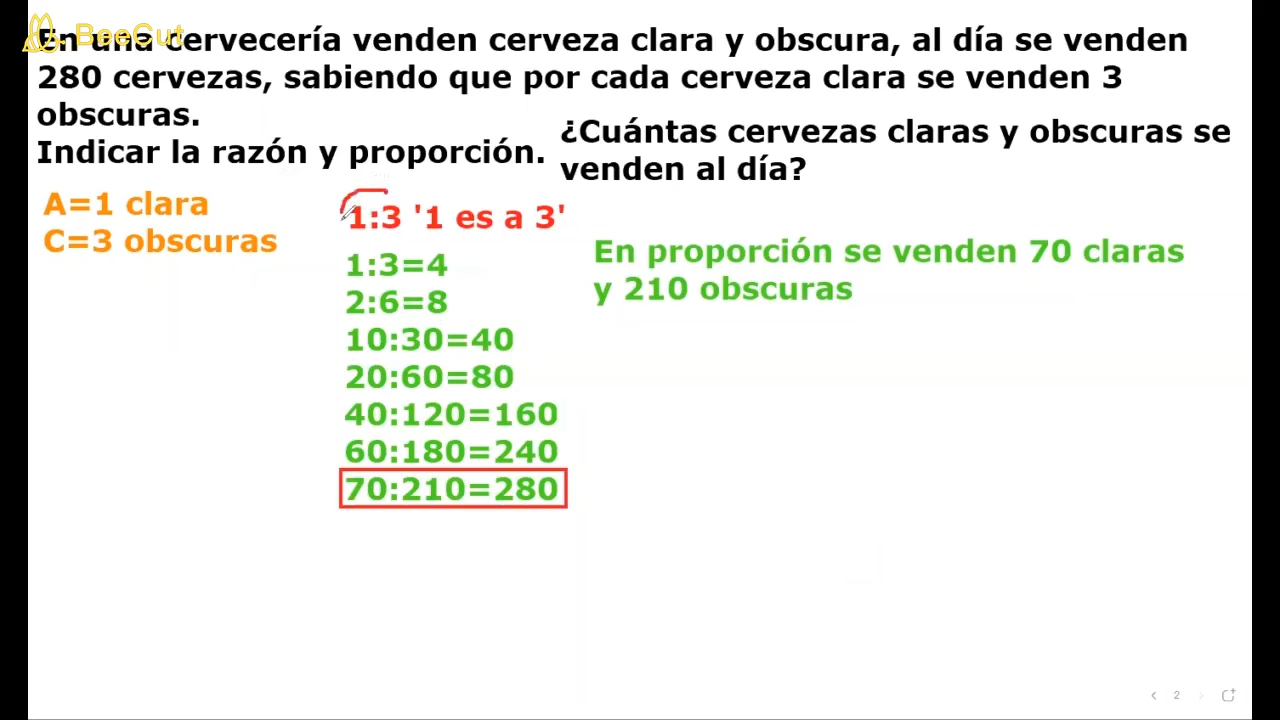 BeeCut
En una cervecería venden cerveza clara y obscura, al día se venden
280 cervezas, sabiendo que por cada cerveza clara se venden 3
obscuras.
Indicar la razón y proporción.
¿Cuántas cervezas claras y obscuras se
venden al día?
A=1 clara
C=3 obscuras
1:3 '1 es a 3'
1:3=4
2:6=8
10:30=40
20:60=80
40:120=160
60:180=240
70:210=280
En proporción se venden 70 claras
y 210 obscuras
2